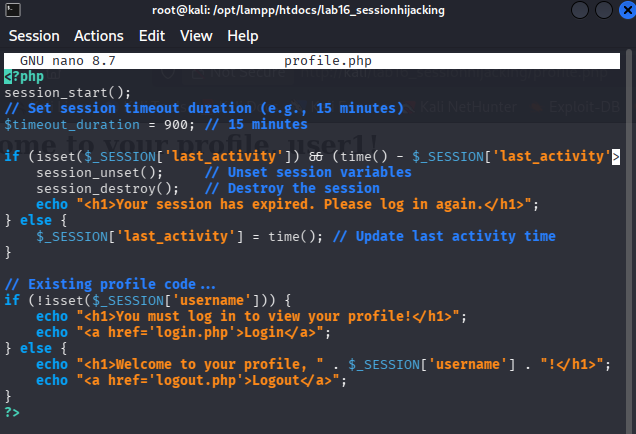 root@kali: /opt/lampp/htdocs/lab16_sessionhijacking
Session Actions Edit View Help
GNU nano 8.7 profile.php
<?php
session_start();
// Set session timeout duration (e.g., 15 minutes)
$timeout_duration = 900; // 15 minutes
if (isset($_SESSION['last_activity']) && (time() - $_SESSION['last_activity'>
session_unset(); // Unset session variables
session_destroy(); // Destroy the session
echo "<h1>Your session has expired. Please log in again.</h1>";
} else {
$_SESSION['last_activity'] = time(); // Update last activity time
}
// Existing profile code...
if (!isset($_SESSION['username'])) {
echo "<h1>You must log in to view your profile!</h1>";
echo "<a href='login.php'>Login</a>";
} else {
echo "<h1>Welcome to your profile, " . $_SESSION['username'] . "!</h1>";
echo "<a href='logout.php'>Logout</a>";
}
?>